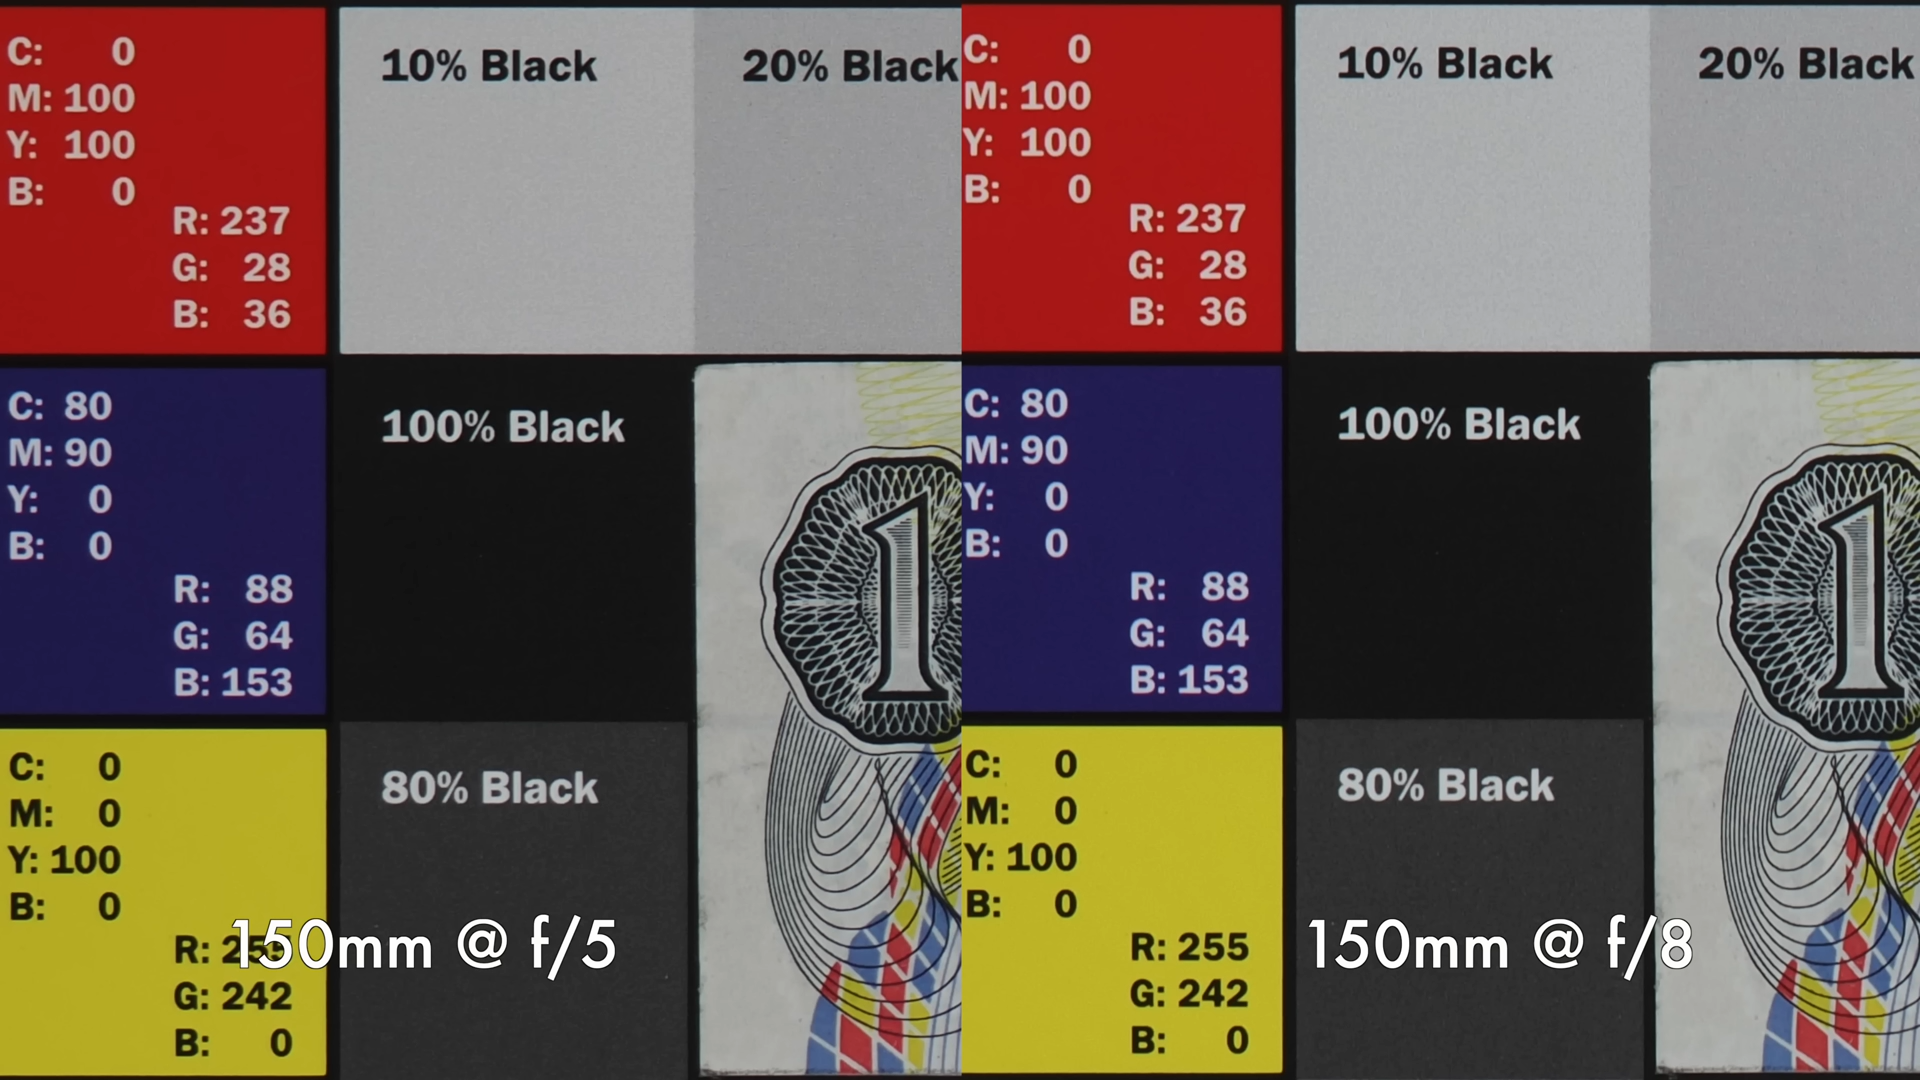 C: 0
M: 100
Y: 100
B: 0
R: 237
G: 28
B: 36
10% Black
20% Black
C: 80
M: 90
Y: 0
B: 0
R: 88
G: 64
B: 153
100% Black
1
C: 0
M: 0
Y: 100
B: 0
R: 255
G: 242
B: 0
80% Black
150mm @ f/5
C: 0
M: 100
Y: 100
B: 0
R: 237
G: 28
B: 36
10% Black
20% Black
C: 80
M: 90
Y: 0
B: 0
R: 88
G: 64
B: 153
100% Black
1
C: 0
M: 0
Y: 100
B: 0
R: 255
G: 242
B: 0
80% Black
150mm @ f/8